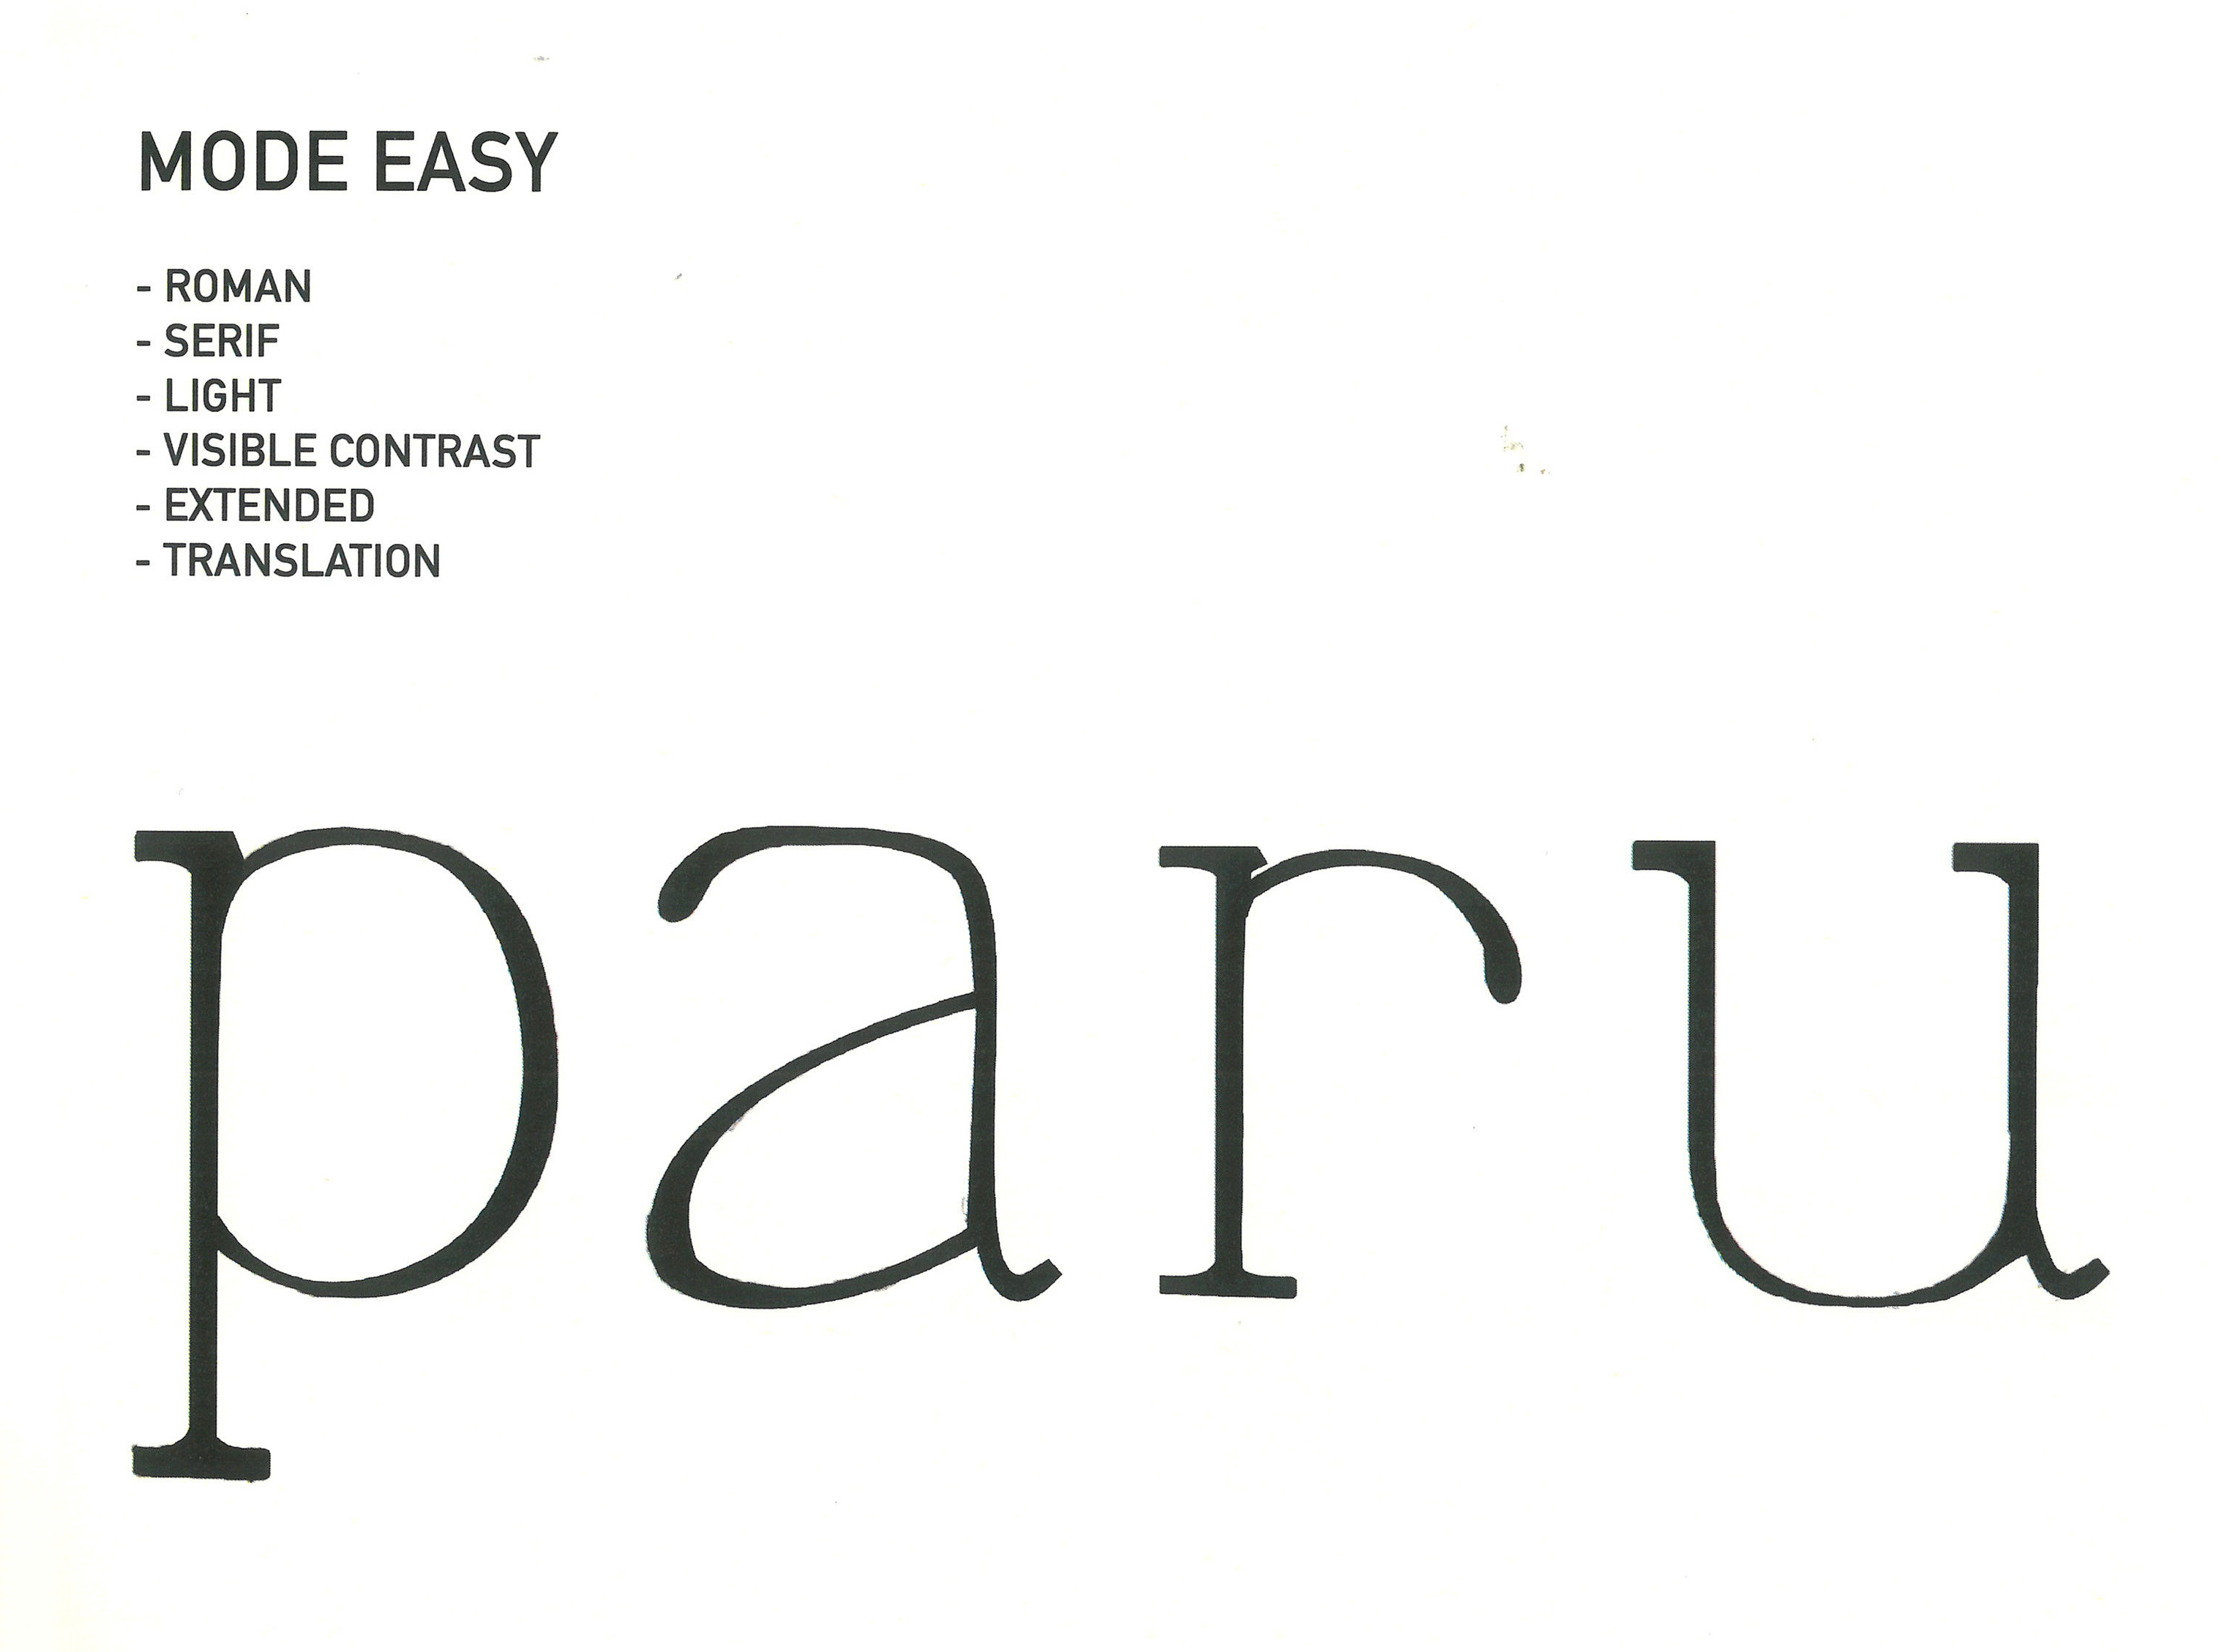 MODE EASY
- ROMAN
- SERIF
- LIGHT
- VISIBLE CONTRAST
- EXTENDED
- TRANSLATION
paru